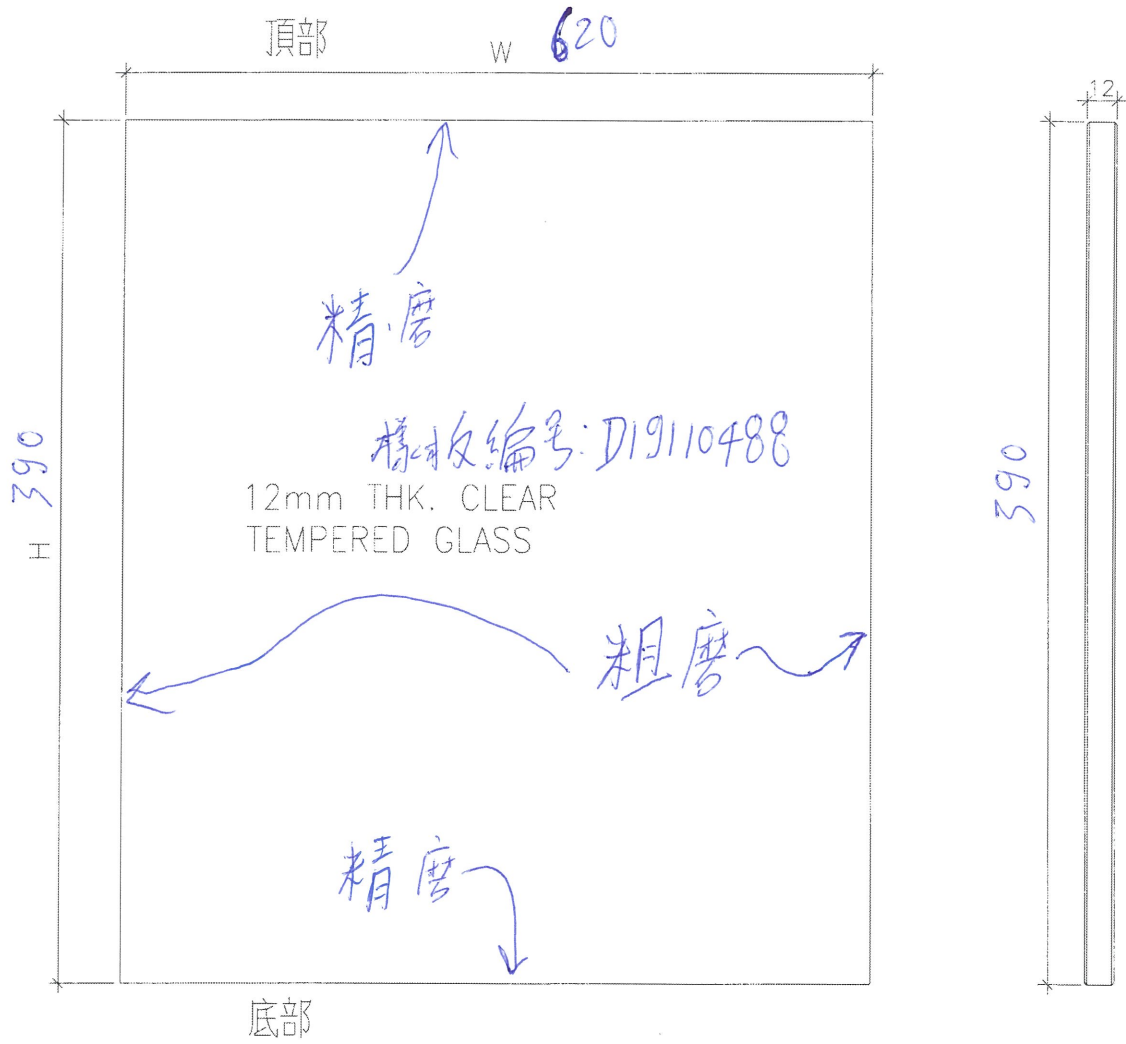 頂部
W 620
12
精磨
H 390
樣板編号:D19110488
12mm THK. CLEAR
TEMPERED GLASS
390
粗磨
精磨
底部